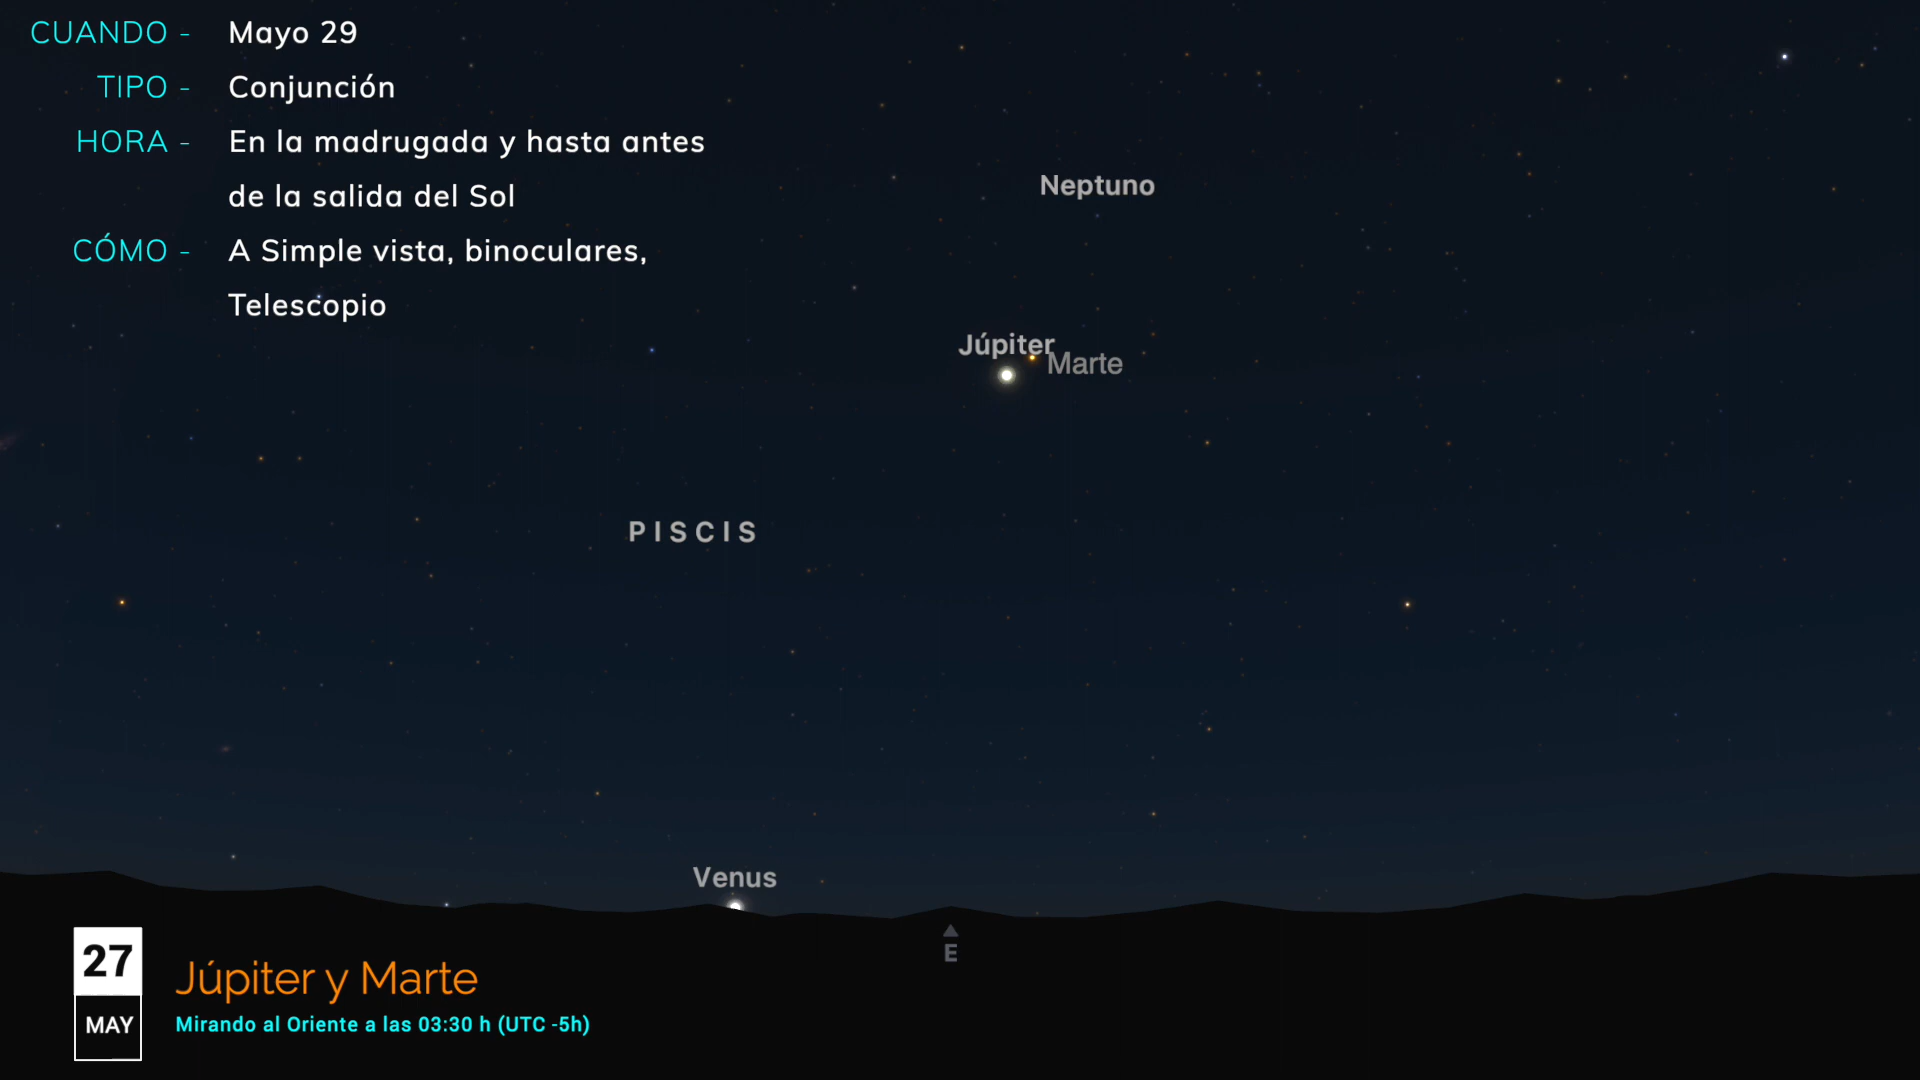 CUANDO - Mayo 29
TIPO - Conjunción
HORA - En la madrugada y hasta antes
de la salida del Sol
CÓMO - A Simple vista, binoculares,
Telescopio
Neptuno
Júpiter
Marte
PISCIS
Venus
E
27
MAY
Júpiter y Marte
Mirando al Oriente a las 03:30 h (UTC -5h)